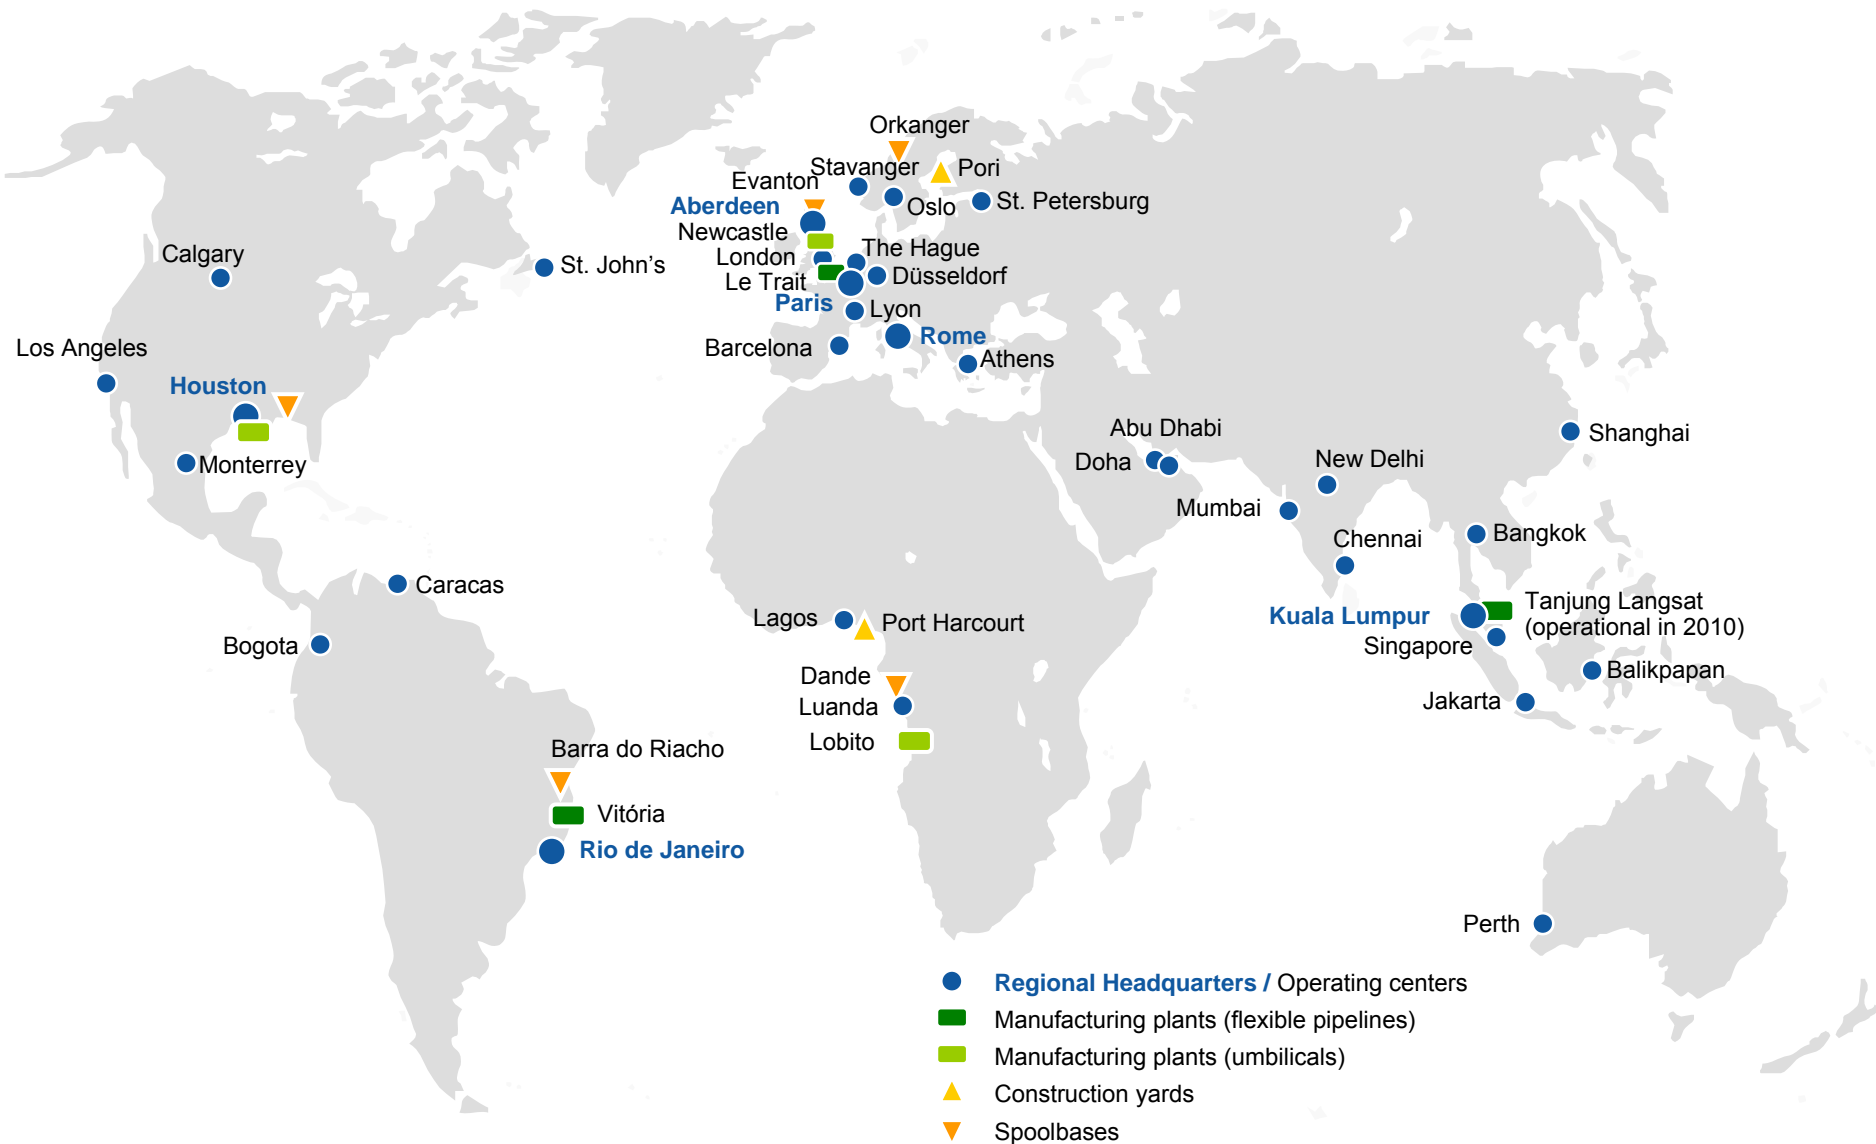 Orkanger
Stavanger
Pori
Evanton
Aberdeen
Oslo
St. Petersburg
Newcastle
London
The Hague
Le Trait
Düsseldorf
Paris
Lyon
Rome
Barcelona
Athens
Calgary
St. John’s
Los Angeles
Houston
Monterrey
Abu Dhabi
Doha
New Delhi
Shanghai
Mumbai
Chennai
Bangkok
Caracas
Bogota
Lagos
Port Harcourt
Kuala Lumpur
Tanjung Langsat
(operational in 2010)
Singapore
Balikpapan
Jakarta
Dande
Luanda
Lobito
Barra do Riacho
Vitória
Rio de Janeiro
Perth
Regional Headquarters / Operating centers
Manufacturing plants (flexible pipelines)
Manufacturing plants (umbilicals)
Construction yards
Spoolbases